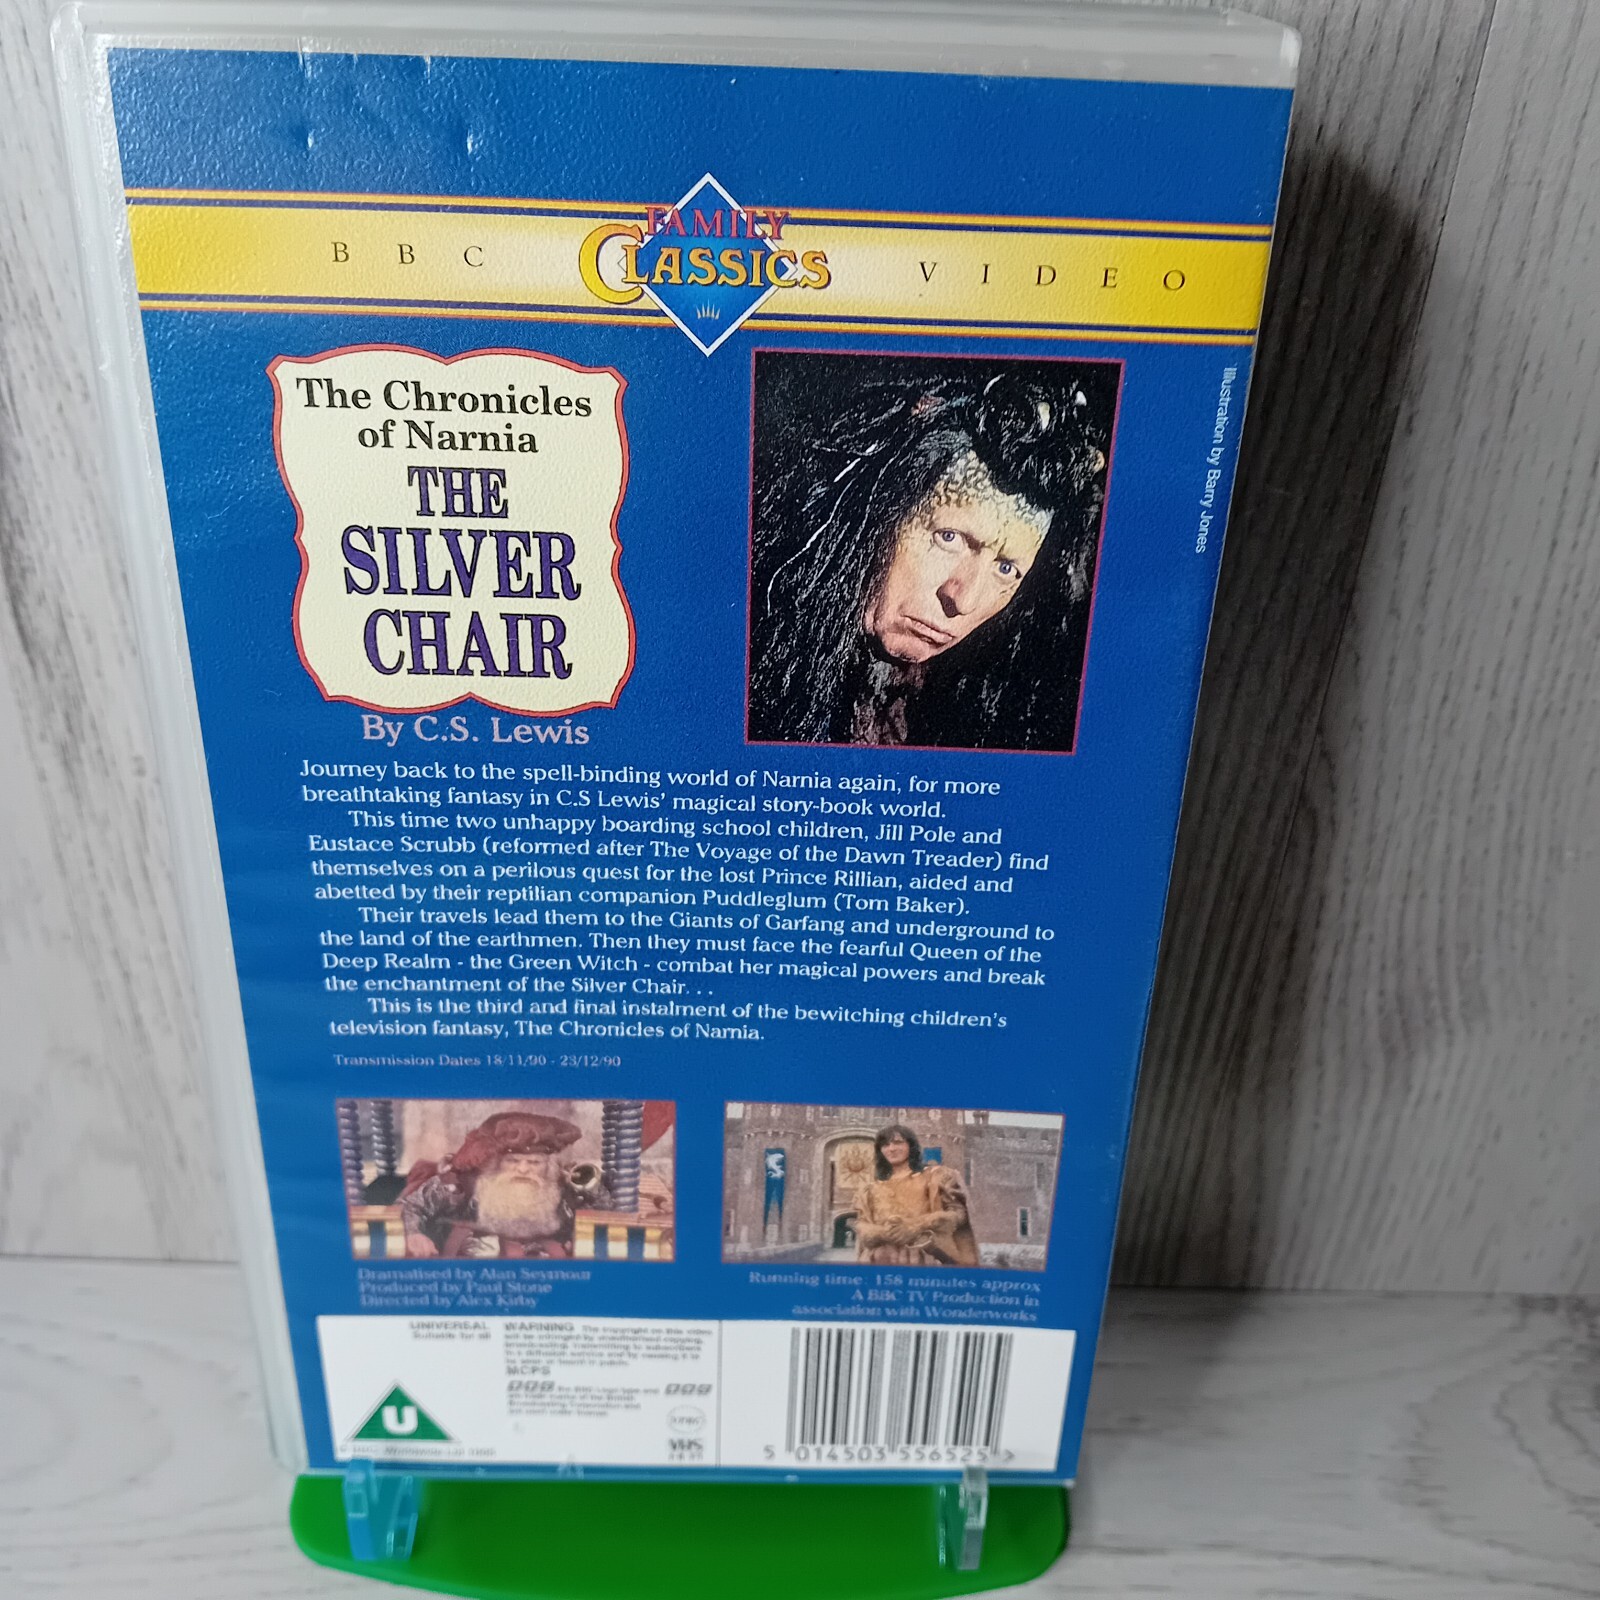 BBC FAMILY CLASSICS VIDEO
The Chronicles
of Narnia
THE
SILVER
CHAIR
By C.S. Lewis
Illustration by Barry Jones
Journey back to the spell-binding world of Narnia again, for more
breathtaking fantasy in C.S Lewis' magical story-book world.
This time two unhappy boarding school children, Jill Pole and
Eustace Scrubb (reformed after The Voyage of the Dawn Treader) find
themselves on a perilous quest for the lost Prince Rillian, aided and
abetted by their reptilian companion Puddleglum (Tom Baker).
Their travels lead them to the Giants of Garfang and underground to
the land of the earthmen. Then they must face the fearful Queen of the
Deep Realm - the Green Witch - combat her magical powers and break
the enchantment of the Silver Chair. . .
This is the third and final instalment of the bewitching children's
television fantasy, The Chronicles of Narnia.
Transmission Dates 18/11/90 - 23/12/90
Dramatised by Alan Seymour
Produced by Paul Stone
Directed by Alex Kirby
Running time: 158 minutes approx
A BBC TV Production in
association with Wonderworks
UNIVERSAL
Suitable for all
U
WARNING The copyright on this video
MCPS
BBC
BBC
VHS
5 014503 556525 >